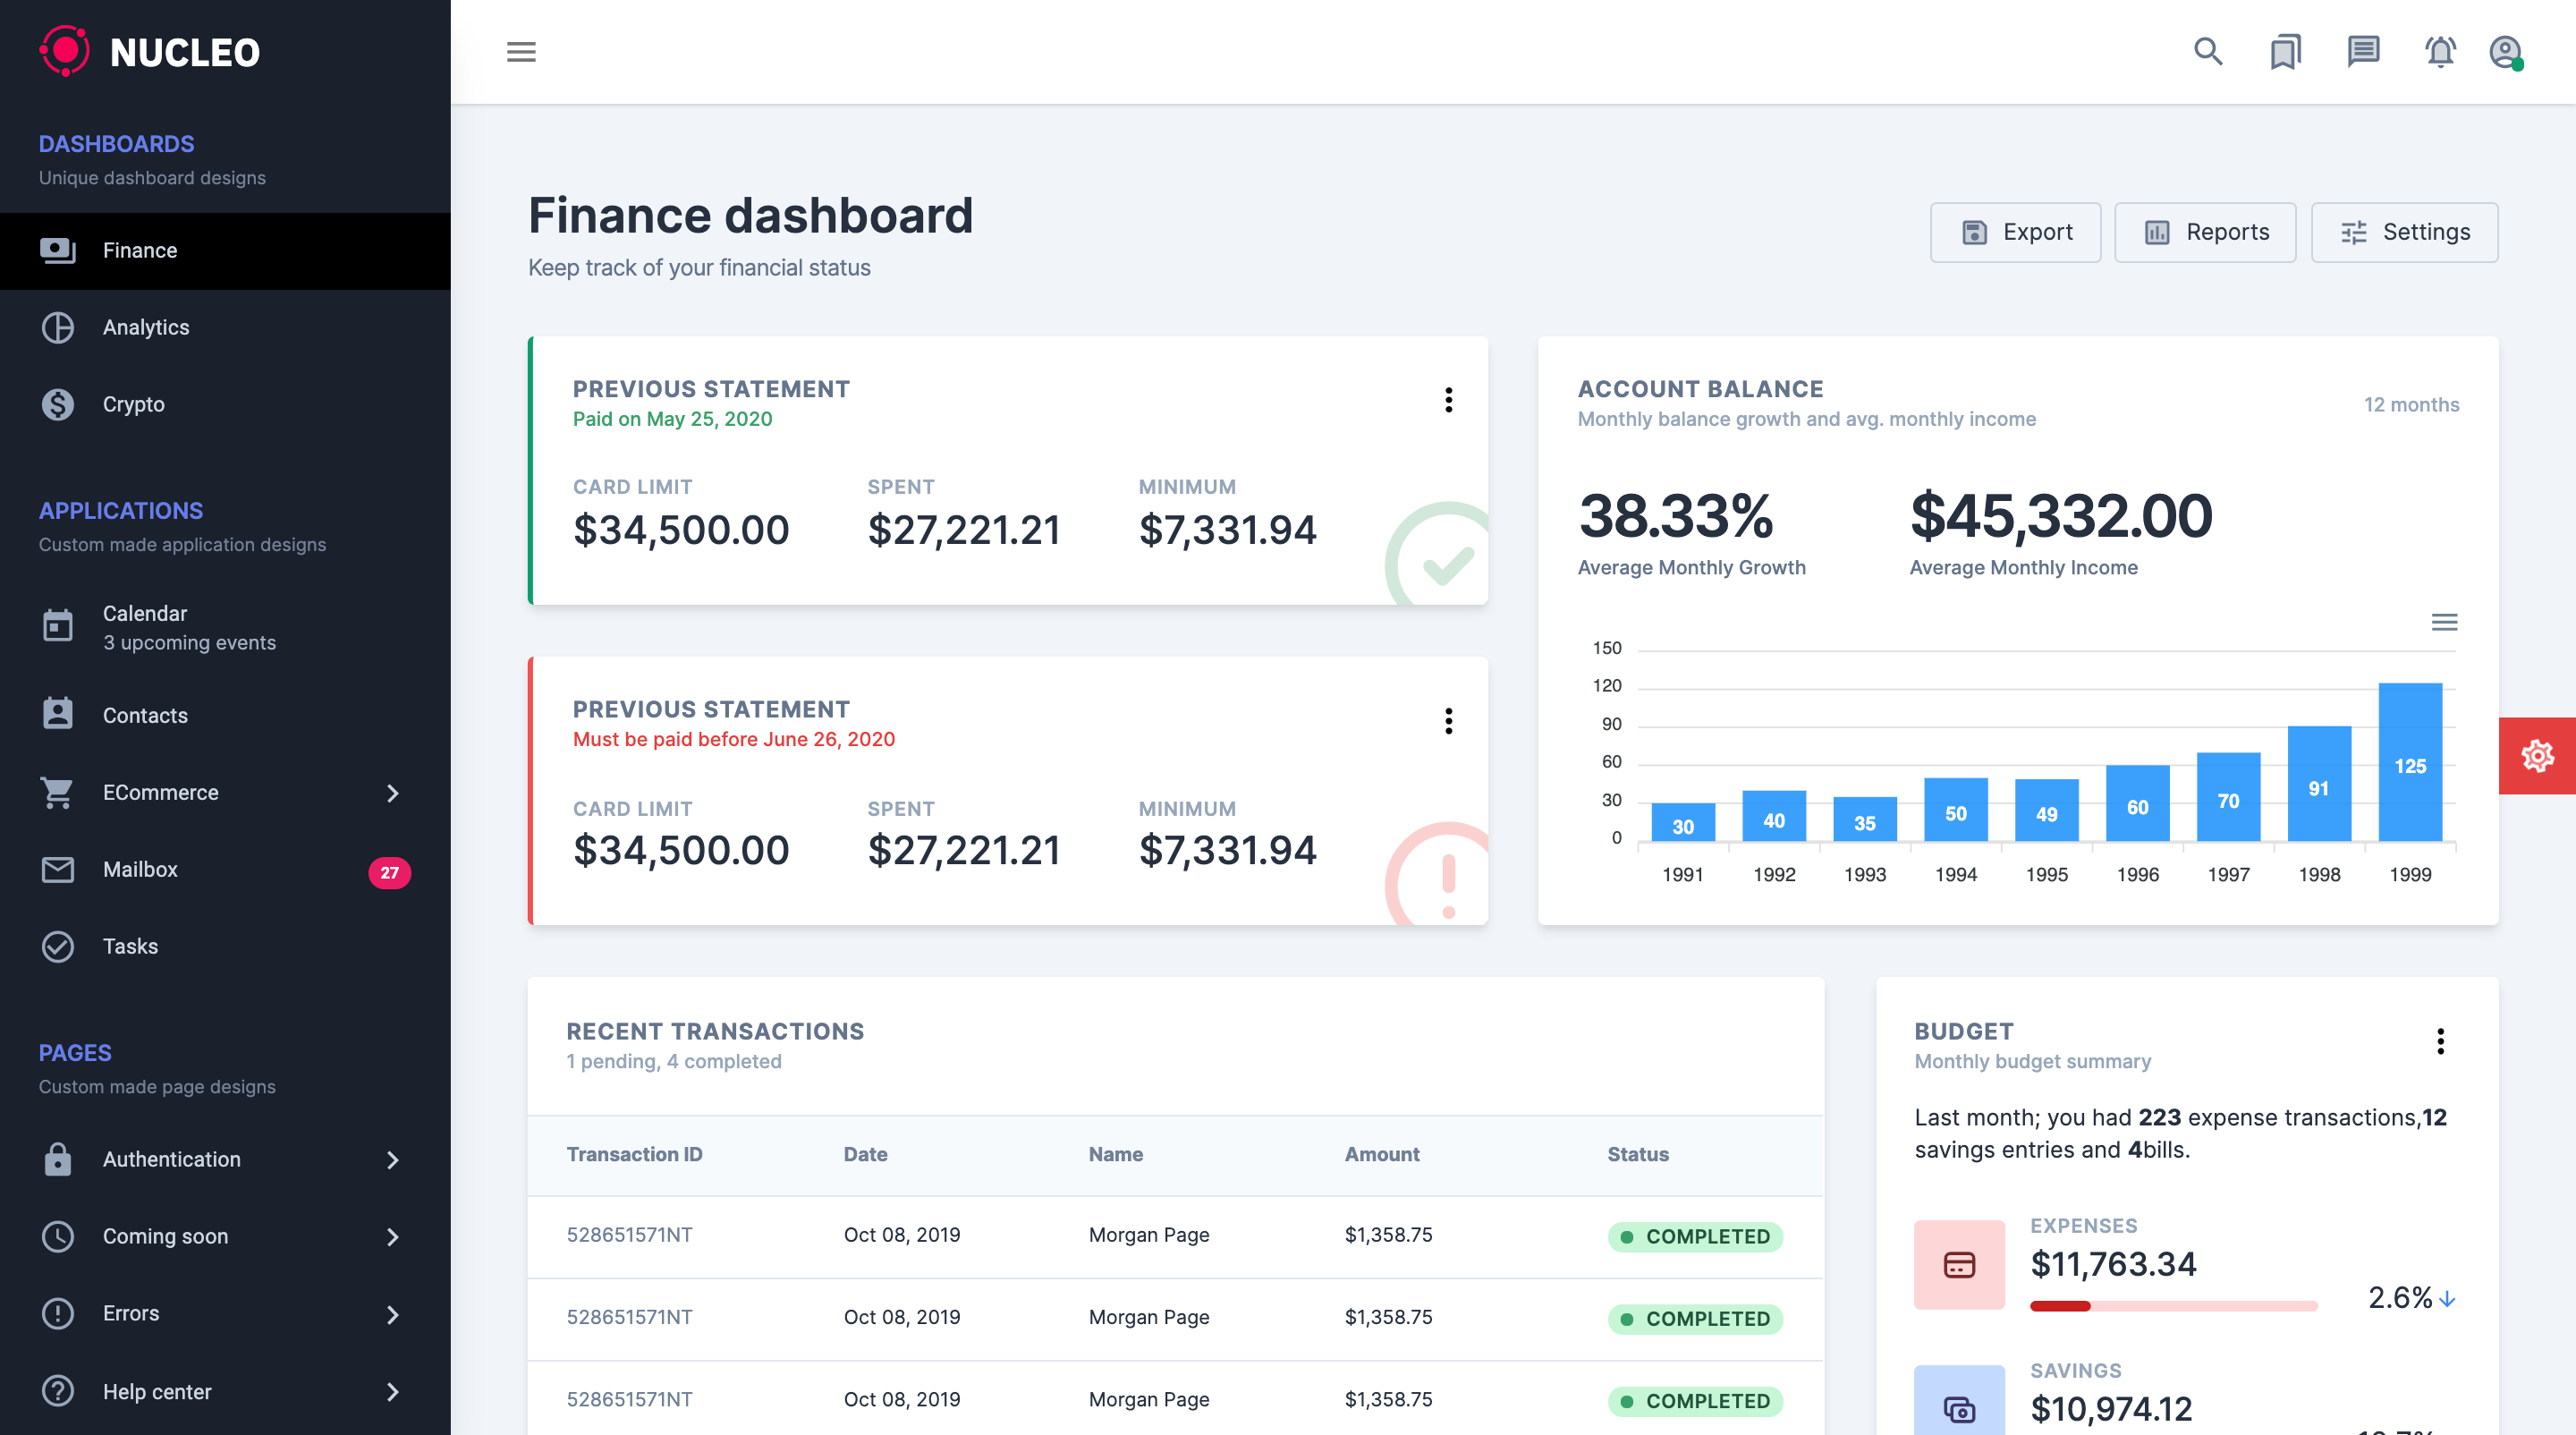 NUCLEO
DASHBOARDS
Unique dashboard designs
Finance
Analytics
Crypto
APPLICATIONS
Custom made application designs
Calendar
3 upcoming events
Contacts
ECommerce
Mailbox
27
Tasks
PAGES
Custom made page designs
Authentication
Coming soon
Errors
Help center
Finance dashboard
Keep track of your financial status
Export
Reports
Settings
PREVIOUS STATEMENT
Paid on May 25, 2020
CARD LIMIT SPENT MINIMUM
$34,500.00 $27,221.21 $7,331.94
PREVIOUS STATEMENT
Must be paid before June 26, 2020
CARD LIMIT SPENT MINIMUM
$34,500.00 $27,221.21 $7,331.94
ACCOUNT BALANCE
Monthly balance growth and avg. monthly income
12 months
38.33% $45,332.00
Average Monthly Growth Average Monthly Income
150
120
90
60
30
0
30 40 35 50 49 60 70 91 125
1991 1992 1993 1994 1995 1996 1997 1998 1999
RECENT TRANSACTIONS
1 pending, 4 completed
Transaction ID Date Name Amount Status
528651571NT Oct 08, 2019 Morgan Page $1,358.75 COMPLETED
528651571NT Oct 08, 2019 Morgan Page $1,358.75 COMPLETED
528651571NT Oct 08, 2019 Morgan Page $1,358.75 COMPLETED
BUDGET
Monthly budget summary
Last month; you had 223 expense transactions,12
savings entries and 4bills.
EXPENSES
$11,763.34
2.6%
SAVINGS
$10,974.12